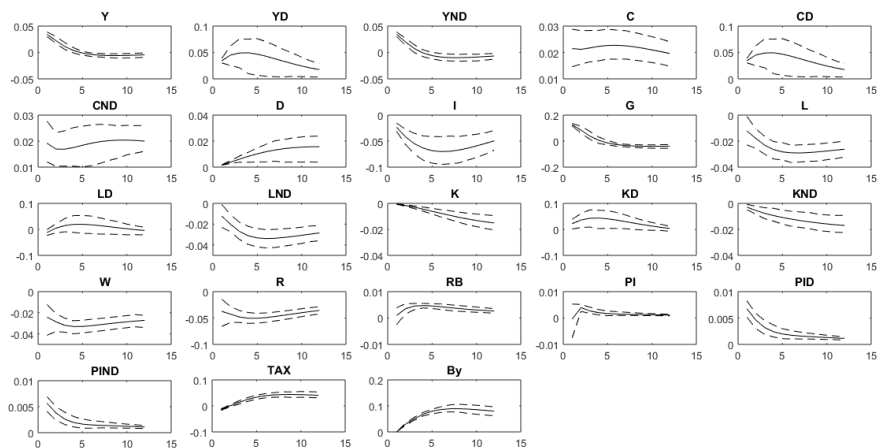 Y YD YND C CD
0.05 0.1 0.05 0.03 0.1
0 0.05 0 0.02 0.05
-0.05 0 -0.05 0.01 0
0 5 10 15 0 5 10 15 0 5 10 15 0 5 10 15 0 5 10 15
CND D I G L
0.03 0.04 0 0.2 0
0.02 0.02 -0.05 0 -0.02
0.01 0 -0.1 -0.2 -0.04
0 5 10 15 0 5 10 15 0 5 10 15 0 5 10 15 0 5 10 15
LD LND K KD KND
0.1 0 0 0.1 0
0 -0.02 -0.02 0 -0.02
-0.1 -0.04 -0.04 -0.1 -0.04
0 5 10 15 0 5 10 15 0 5 10 15 0 5 10 15 0 5 10 15
W R RB PI PID
0 0 0.01 0.01 0.01
-0.02 -0.05 0 0 0.005
-0.04 -0.1 -0.01 -0.01 0
0 5 10 15 0 5 10 15 0 5 10 15 0 5 10 15 0 5 10 15
PIND TAX By
0.01 0.1 0.2
0.005 0 0.1
0 -0.1 0
0 5 10 15 0 5 10 15 0 5 10 15